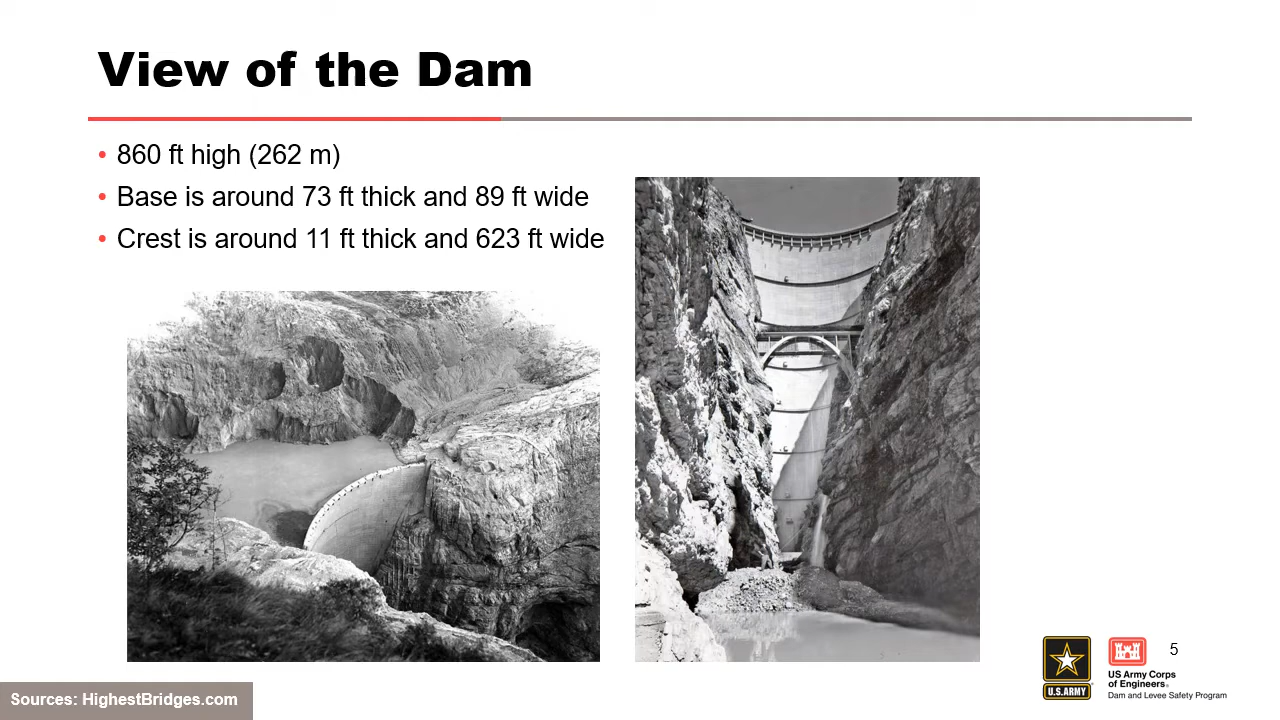 View of the Dam
• 860 ft high (262 m)
• Base is around 73 ft thick and 89 ft wide
• Crest is around 11 ft thick and 623 ft wide
U.S. ARMY
US Army Corps
of Engineers®
Dam and Levee Safety Program
5
Sources: HighestBridges.com